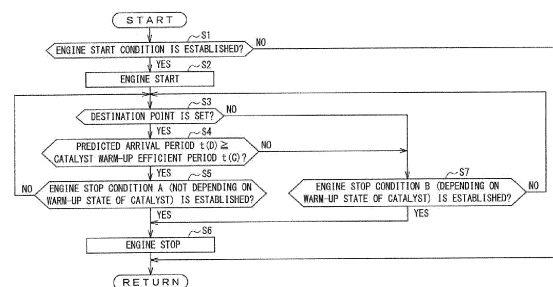 START
S1
ENGINE START CONDITION IS ESTABLISHED?
NO
YES
S2
ENGINE START
S3
DESTINATION POINT IS SET?
NO
YES
S4
PREDICTED ARRIVAL PERIOD t(D) ≧
CATALYST WARM-UP EFFICIENT PERIOD t(C)?
NO
YES
S5
ENGINE STOP CONDITION A (NOT DEPENDING ON
WARM-UP STATE OF CATALYST) IS ESTABLISHED?
NO
YES
S7
ENGINE STOP CONDITION B (DEPENDING ON
WARM-UP STATE OF CATALYST) IS ESTABLISHED?
NO
YES
S6
ENGINE STOP
RETURN